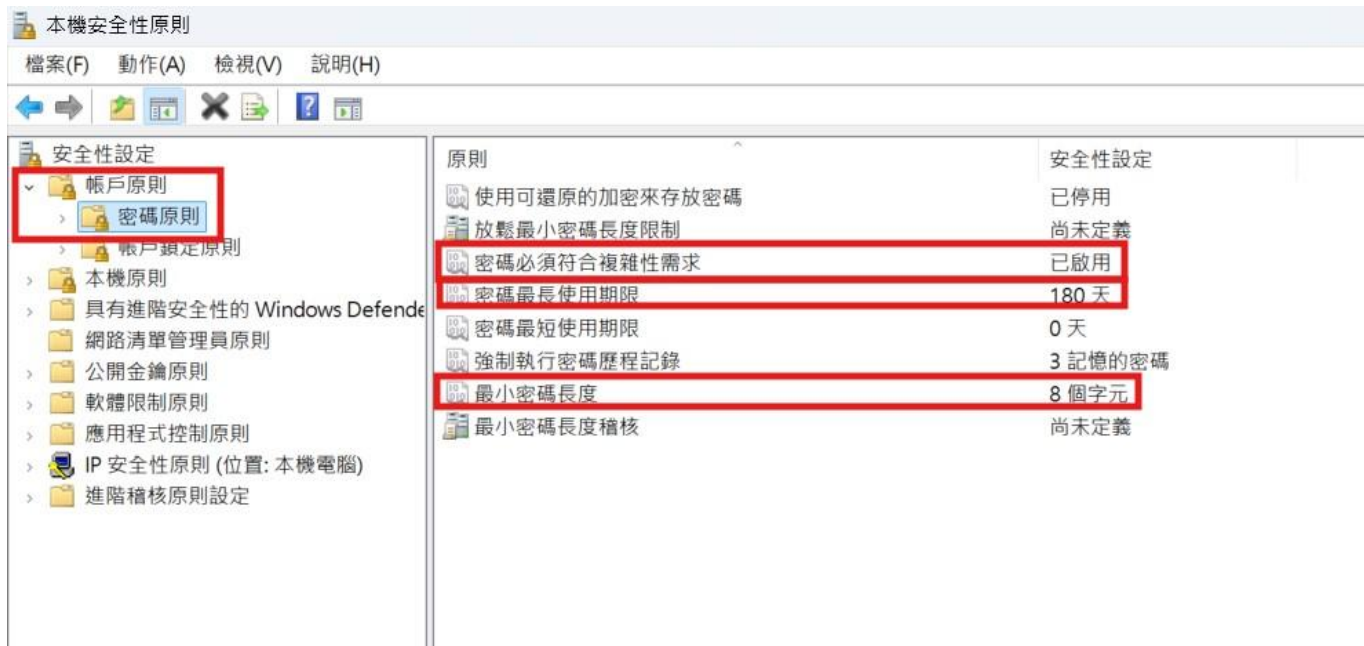 本機安全性原則
檔案(F) 動作(A) 檢視(V) 說明(H)
安全性設定
帳戶原則
密碼原則
帳戶鎖定原則
本機原則
具有進階安全性的 Windows Defende
網路清單管理員原則
公開金鑰原則
軟體限制原則
應用程式控制原則
IP 安全性原則 (位置: 本機電腦)
進階稽核原則設定
原則 安全性設定
使用可還原的加密來存放密碼 已停用
放鬆最小密碼長度限制 尚未定義
密碼必須符合複雜性需求 已啟用
密碼最長使用期限 180 天
密碼最短使用期限 0 天
強制執行密碼歷程記錄 3 記憶的密碼
最小密碼長度 8 個字元
最小密碼長度稽核 尚未定義